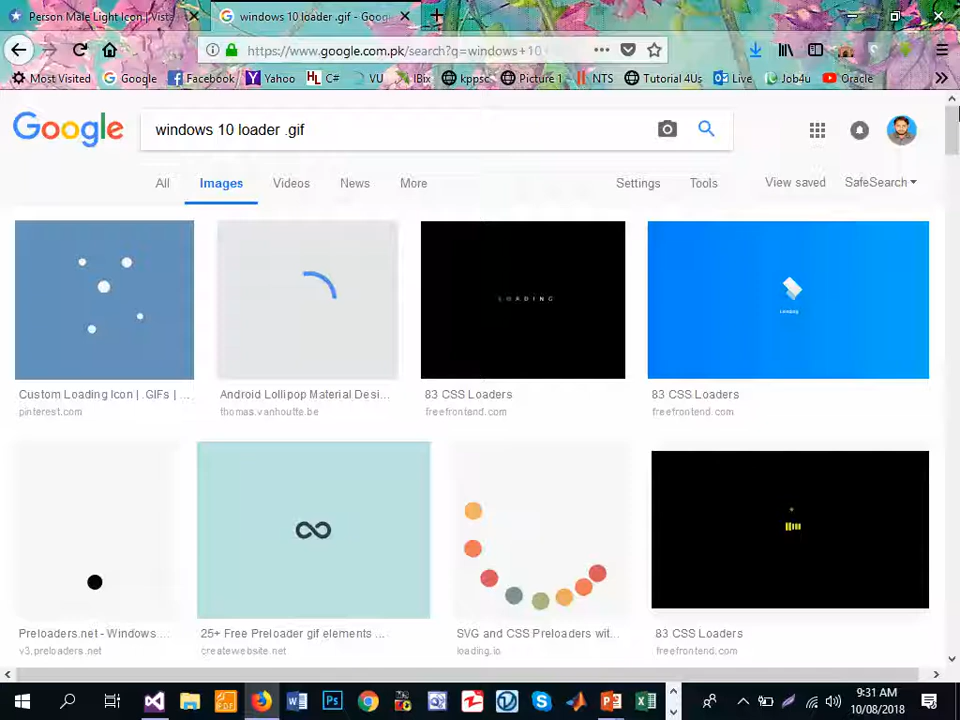 Person Male Light Icon | Vista
windows 10 loader .gif - Goog
https://www.google.com.pk/search?q=windows+10
Most Visited Google Facebook Yahoo C# VU IBix kppsc Picture 1 NTS Tutorial 4Us Live Job4u Oracle
Google
windows 10 loader .gif
All Images Videos News More Settings Tools View saved SafeSearch
LOADING
Loading
Custom Loading Icon | .GIFs | ...
pinterest.com
Android Lollipop Material Desi...
thomas.vanhoutte.be
83 CSS Loaders
freefrontend.com
83 CSS Loaders
freefrontend.com
Preloaders.net - Windows ...
v3.preloaders.net
25+ Free Preloader gif elements ...
createwebsite.net
SVG and CSS Preloaders wit...
loading.io
83 CSS Loaders
freefrontend.com
9:31 AM
10/08/2018